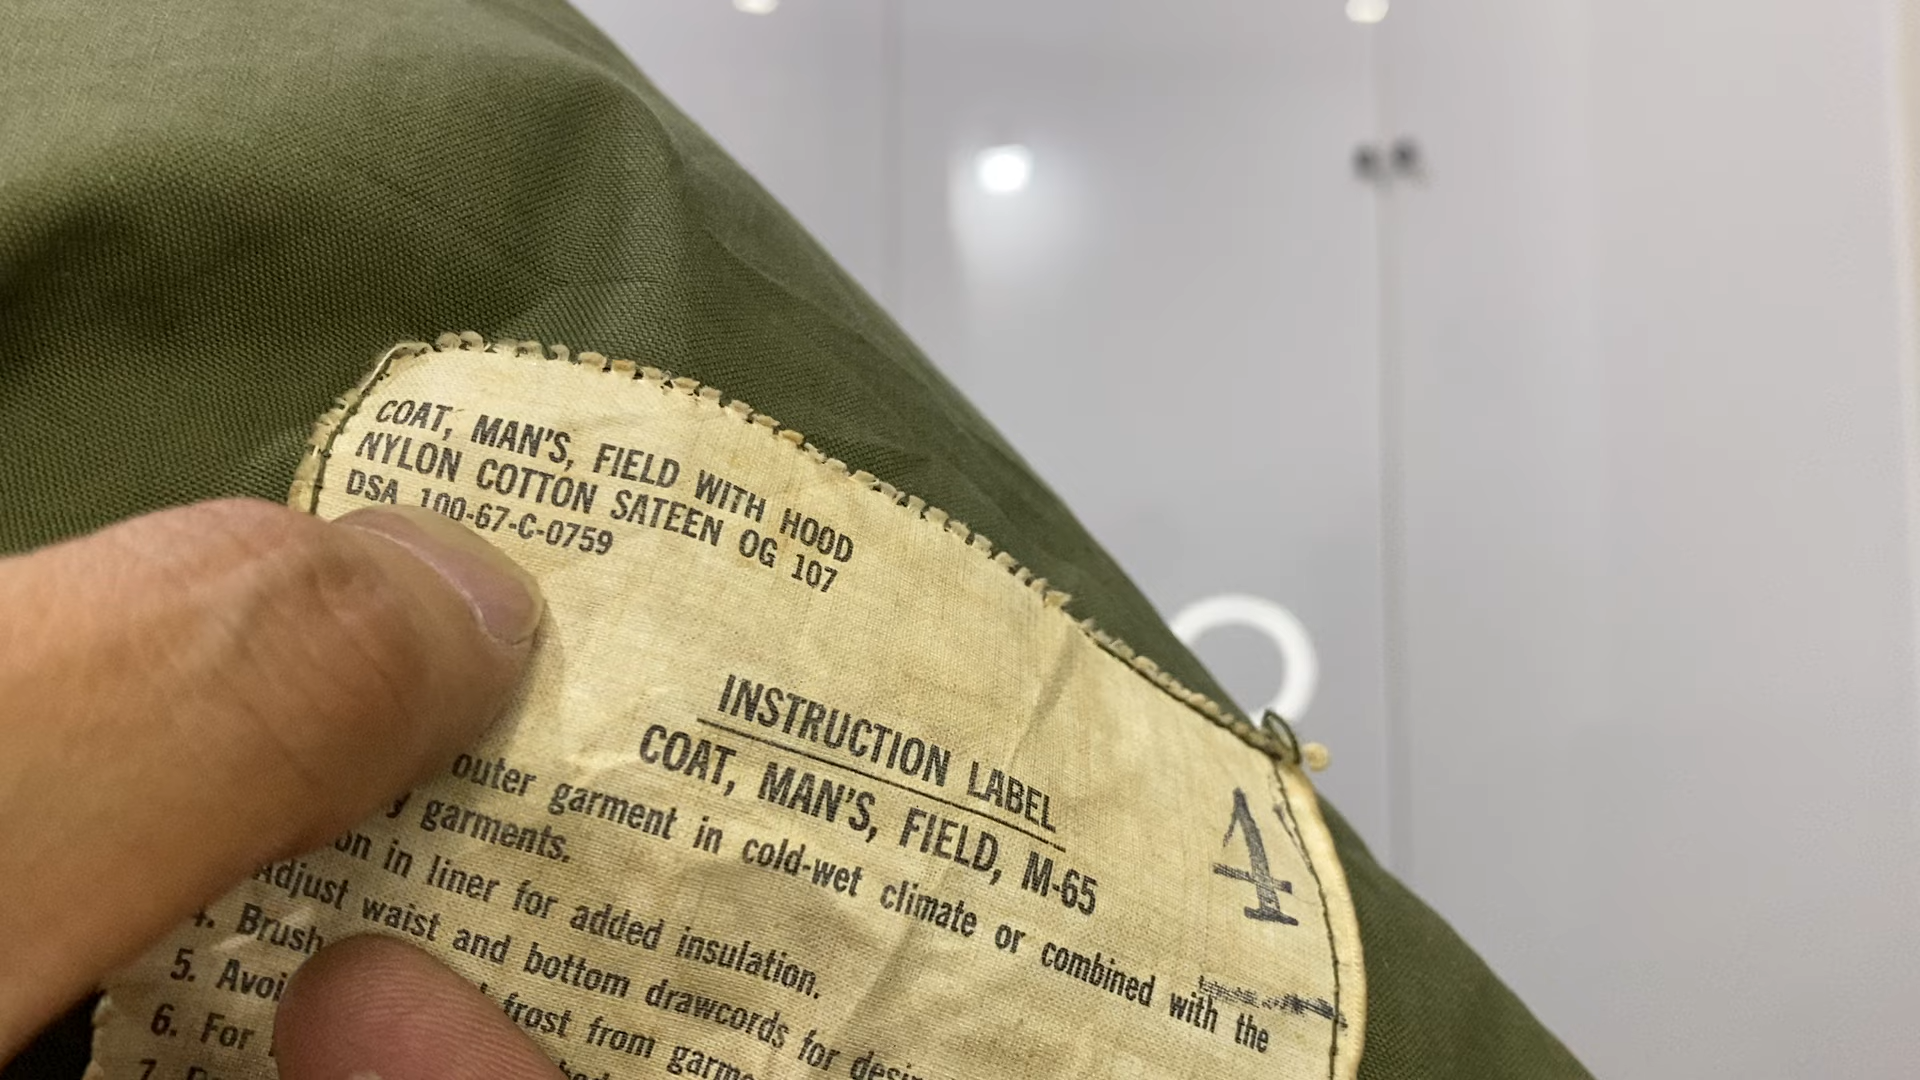 COAT, MAN'S, FIELD WITH HOOD
NYLON COTTON SATEEN OG 107
DSA 100-67-C-0759
INSTRUCTION LABEL
COAT, MAN'S, FIELD, M-65
4
outer garment in cold-wet climate or combined with the
garments.
in liner for added insulation.
Adjust waist and bottom drawcords for
4. Brush
5. frost from
6. For
7.